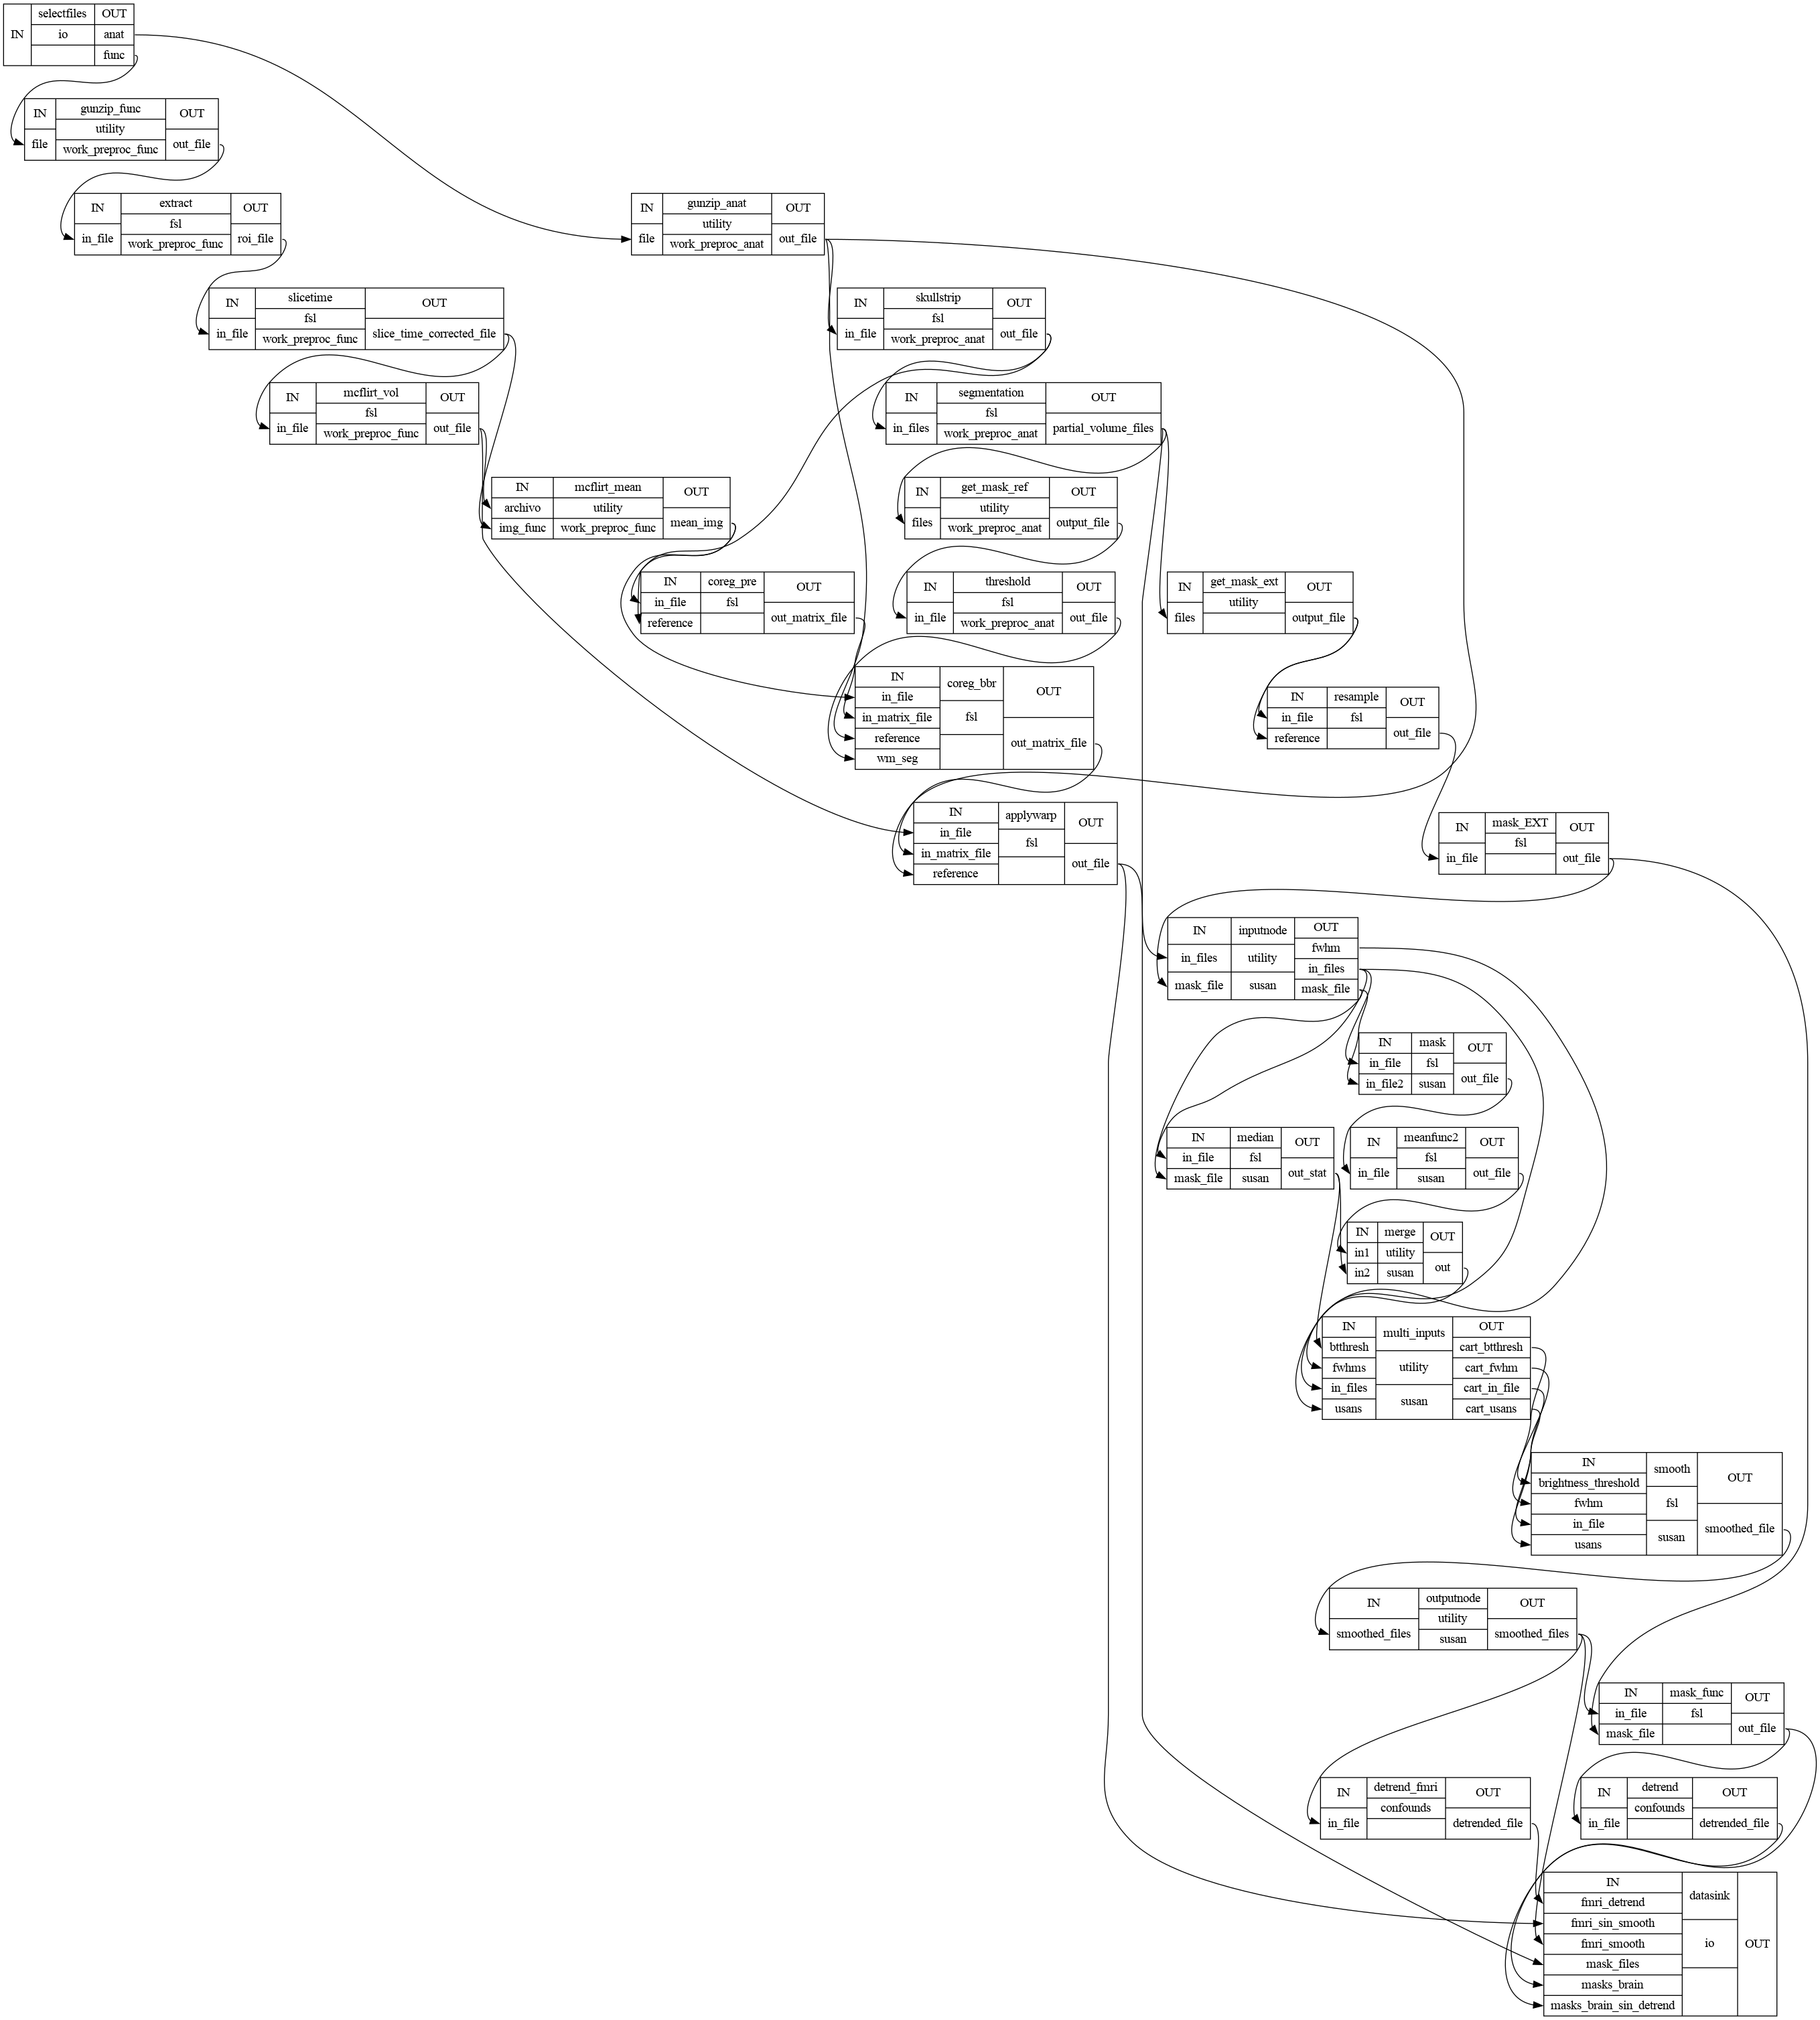 IN selectfiles OUT
io anat
func
IN gunzip_func OUT
utility
file work_preproc_func out_file
IN extract OUT
fsl
in_file work_preproc_func roi_file
IN gunzip_anat OUT
utility
file work_preproc_anat out_file
IN slicetime OUT
fsl
in_file work_preproc_func slice_time_corrected_file
IN skullstrip OUT
fsl
in_file work_preproc_anat out_file
IN mcflirt_vol OUT
fsl
in_file work_preproc_func out_file
IN segmentation OUT
fsl
in_files work_preproc_anat partial_volume_files
IN mcflirt_mean OUT
archivo utility
img_func work_preproc_func mean_img
IN get_mask_ref OUT
utility
files work_preproc_anat output_file
IN coreg_pre OUT
in_file fsl
reference out_matrix_file
IN threshold OUT
fsl
in_file work_preproc_anat out_file
IN get_mask_ext OUT
utility
files output_file
IN coreg_bbr OUT
in_file
in_matrix_file fsl
reference out_matrix_file
wm_seg
IN resample OUT
in_file fsl
reference out_file
IN applywarp OUT
in_file
in_matrix_file fsl
reference out_file
IN mask_EXT OUT
fsl
in_file out_file
IN inputnode OUT
fwhm
in_files utility in_files
mask_file susan mask_file
IN mask OUT
in_file fsl
in_file2 susan out_file
IN median OUT
in_file fsl
mask_file susan out_stat
IN meanfunc2 OUT
fsl
in_file susan out_file
IN merge OUT
in1 utility
in2 susan out
IN multi_inputs OUT
btthresh cart_btthresh
fwhms utility cart_fwhm
in_files cart_in_file
usans susan cart_usans
IN smooth OUT
brightness_threshold
fwhm fsl
in_file smoothed_file
usans susan
IN outputnode OUT
utility
smoothed_files susan smoothed_files
IN mask_func OUT
in_file fsl
mask_file out_file
IN detrend_fmri OUT
confounds
in_file detrended_file
IN detrend OUT
confounds
in_file detrended_file
IN datasink
fmri_detrend
fmri_sin_smooth
fmri_smooth io OUT
mask_files
masks_brain
masks_brain_sin_detrend